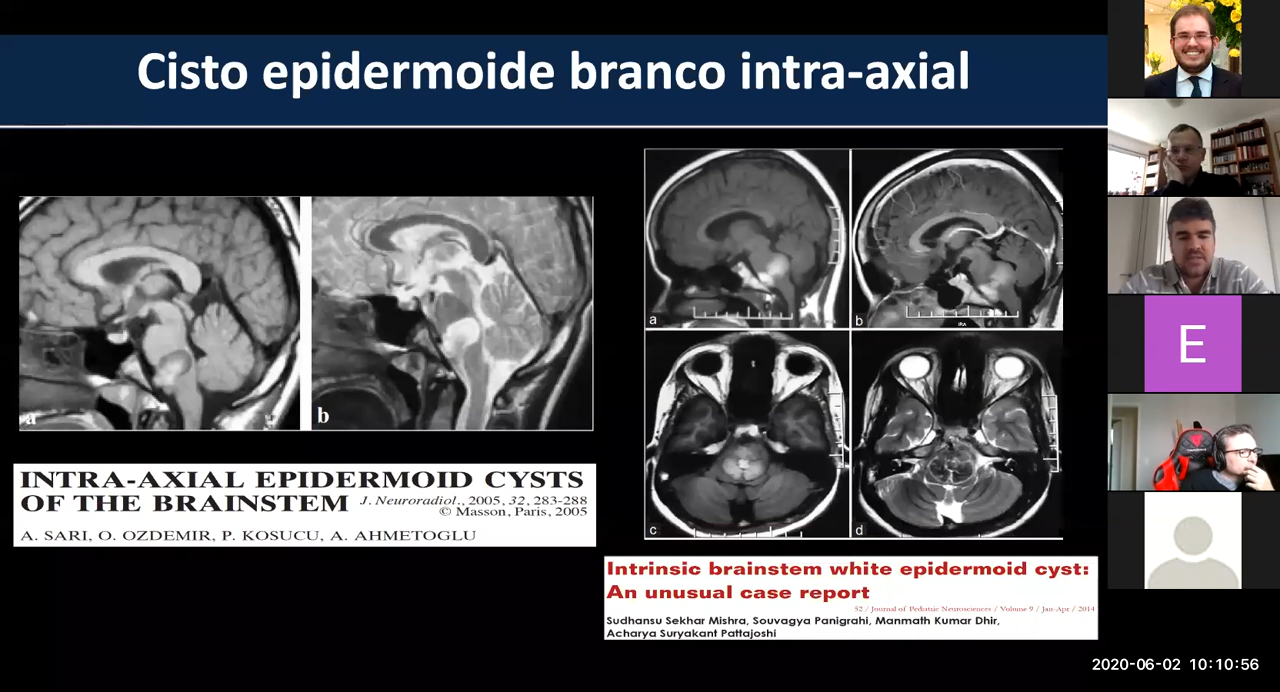 Cisto epidermoide branco intra-axial
a
b
INTRA-AXIAL EPIDERMOID CYSTS
OF THE BRAINSTEM J. Neuroradiol., 2005, 32, 283-288
© Masson, Paris, 2005
A. SARI, O. OZDEMIR, P. KOSUCU, A. AHMETOGLU
a
b
c
d
Intrinsic brainstem white epidermoid cyst:
An unusual case report
52 / Journal of Pediatric Neurosciences / Volume 9 / Jan-Apr / 2014
Sudhansu Sekhar Mishra, Souvagya Panigrahi, Manmath Kumar Dhir,
Acharya Suryakant Pattajoshi
E
2020-06-02 10:10:56